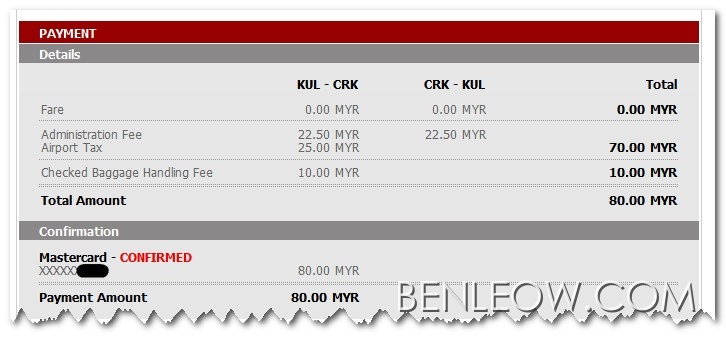 PAYMENT
Details
KUL - CRK CRK - KUL Total
Fare 0.00 MYR 0.00 MYR 0.00 MYR
Administration Fee 22.50 MYR 22.50 MYR
Airport Tax 25.00 MYR 70.00 MYR
Checked Baggage Handling Fee 10.00 MYR 10.00 MYR
Total Amount 80.00 MYR
Confirmation
Mastercard - CONFIRMED
XXXXX 80.00 MYR
Payment Amount 80.00 MYR
BENLEOW.COM